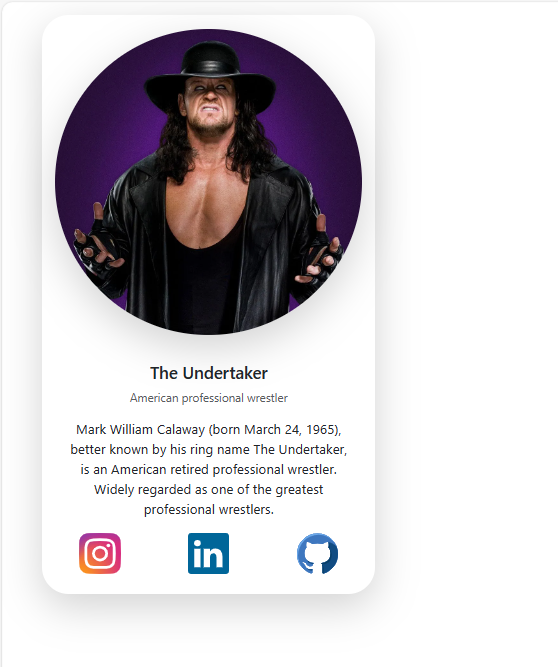 The Undertaker
American professional wrestler
Mark William Calaway (born March 24, 1965),
better known by his ring name The Undertaker,
is an American retired professional wrestler.
Widely regarded as one of the greatest
professional wrestlers.
in